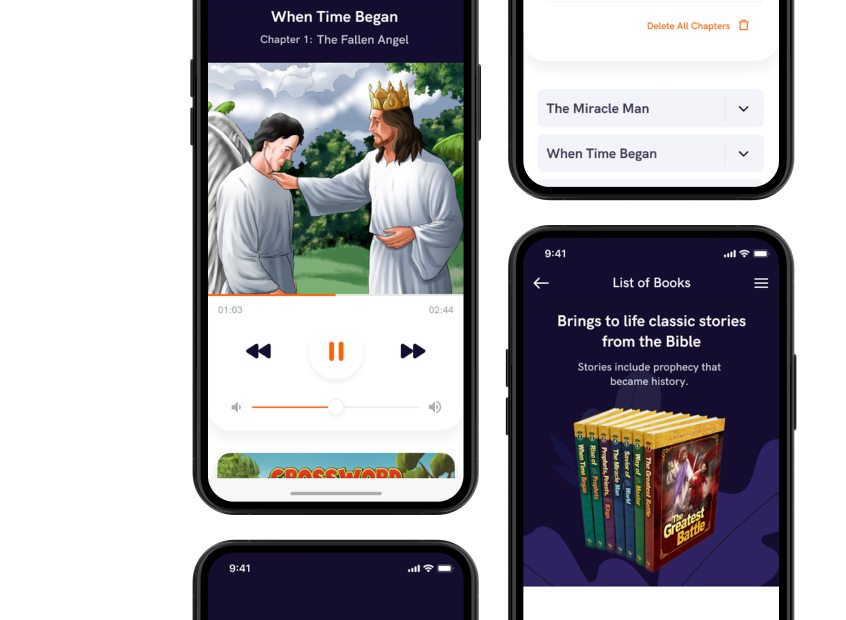 When Time Began
Chapter 1: The Fallen Angel
01:03
02:44
CROSSWORD
9:41
Delete All Chapters
The Miracle Man
When Time Began
9:41
List of Books
Brings to life classic stories
from the Bible
Stories include prophecy that
became history.
When Time Began
Rise of the Prophets
Prophets, Priests, & Kings
The Miracle Man
Savior of the World
Way of the Master
The Greatest Battle
The
Greatest
Battle